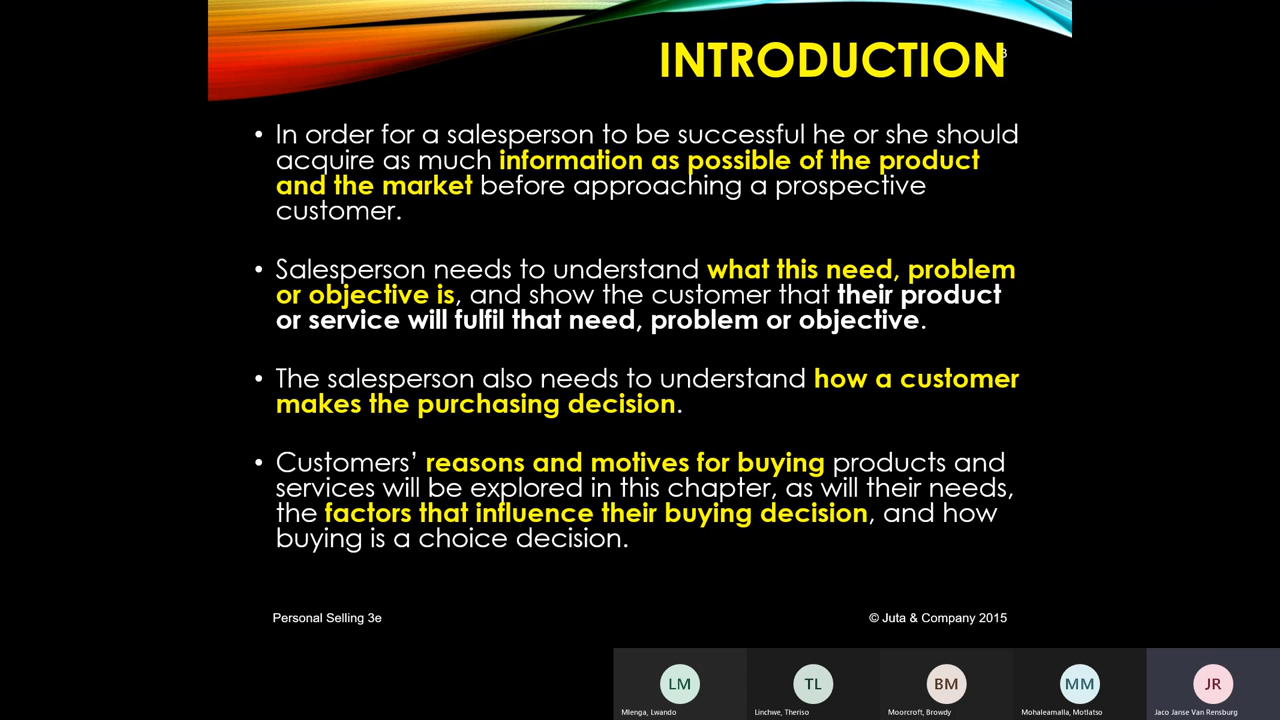 INTRODUCTION
3
• In order for a salesperson to be successful he or she should
acquire as much information as possible of the product
and the market before approaching a prospective
customer.
• Salesperson needs to understand what this need, problem
or objective is, and show the customer that their product
or service will fulfil that need, problem or objective.
• The salesperson also needs to understand how a customer
makes the purchasing decision.
• Customers’ reasons and motives for buying products and
services will be explored in this chapter, as will their needs,
the factors that influence their buying decision, and how
buying is a choice decision.
Personal Selling 3e
© Juta & Company 2015
LM
TL
BM
MM
JR
Mlenga, Lwando
Linchwe, Theriso
Moorcroft, Browdy
Mohaleamalla, Motlatso
Jaco Janse Van Rensburg